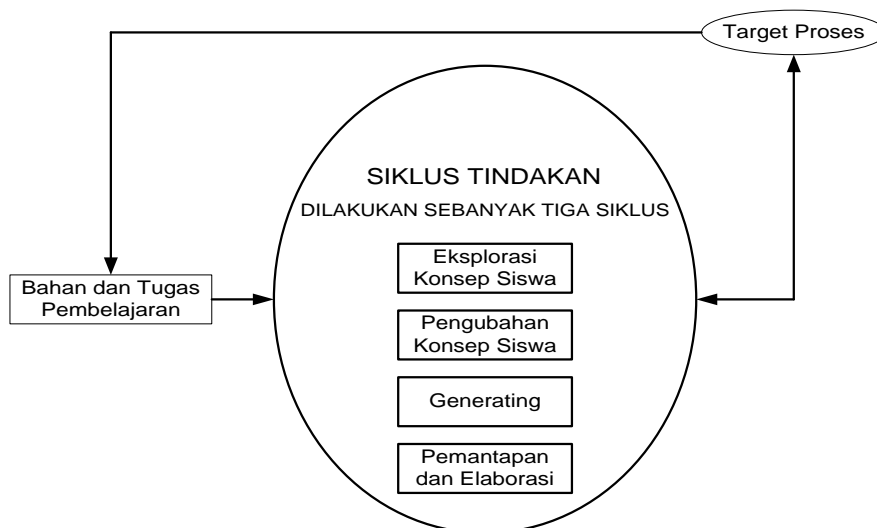 Target Proses
SIKLUS TINDAKAN
DILAKUKAN SEBANYAK TIGA SIKLUS
Eksplorasi
Konsep Siswa
Bahan dan Tugas
Pembelajaran
Pengubahan
Konsep Siswa
Generating
Pemantapan
dan Elaborasi